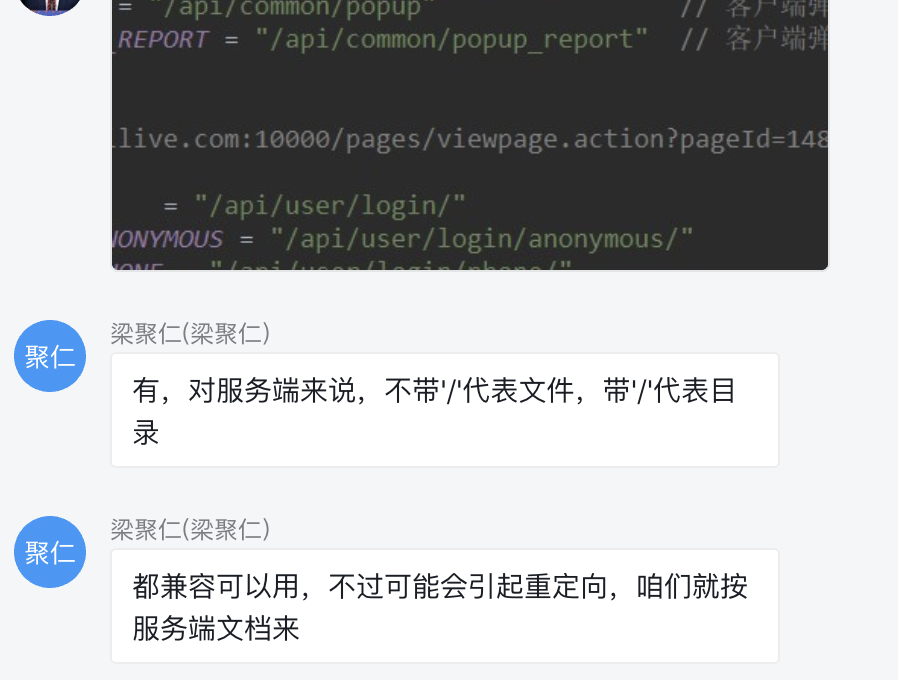 = "/api/common/popup" // 客户端弹
_REPORT = "/api/common/popup_report" // 客户端弹
llive.com:10000/pages/viewpage.action?pageId=148
= "/api/user/login/"
NONYMOUS = "/api/user/login/anonymous/"
HONE = "/api/user/login/phone/"
聚仁
梁聚仁(梁聚仁)
有，对服务端来说，不带'/'代表文件，带'/'代表目
录
聚仁
梁聚仁(梁聚仁)
都兼容可以用，不过可能会引起重定向，咱们就按
服务端文档来